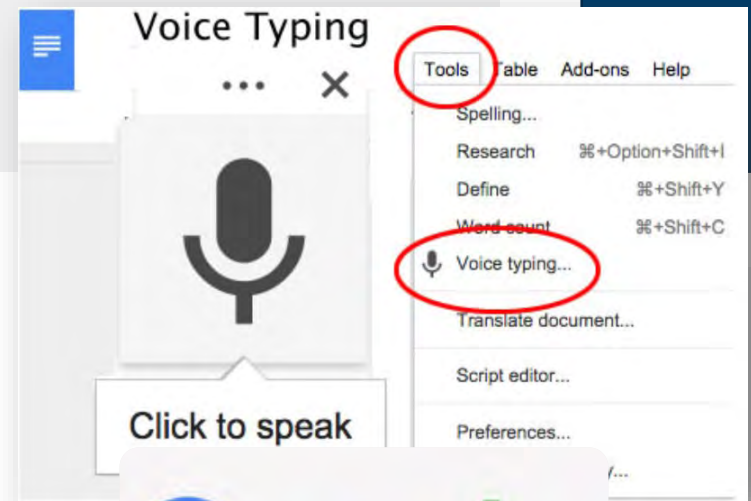 Voice Typing
Click to speak
Tools Table Add-ons Help
Spelling...
Research ⌘+Option+Shift+I
Define ⌘+Shift+Y
Word count ⌘+Shift+C
Voice typing...
Translate document...
Script editor...
Preferences...